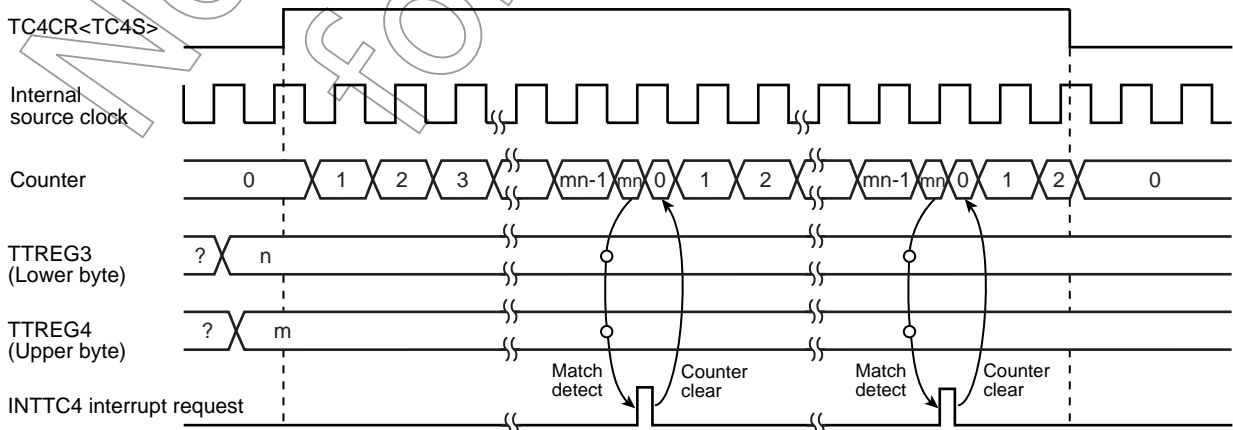 TC4CR<TC4S>
Internal
source clock
Counter
0 1 2 3 mn-1 mn 0 1 2 mn-1 mn 0 1 2 0
TTREG3
(Lower byte)
? n
TTREG4
(Upper byte)
? m
Match
detect
Counter
clear
Match
detect
Counter
clear
INTTC4 interrupt request